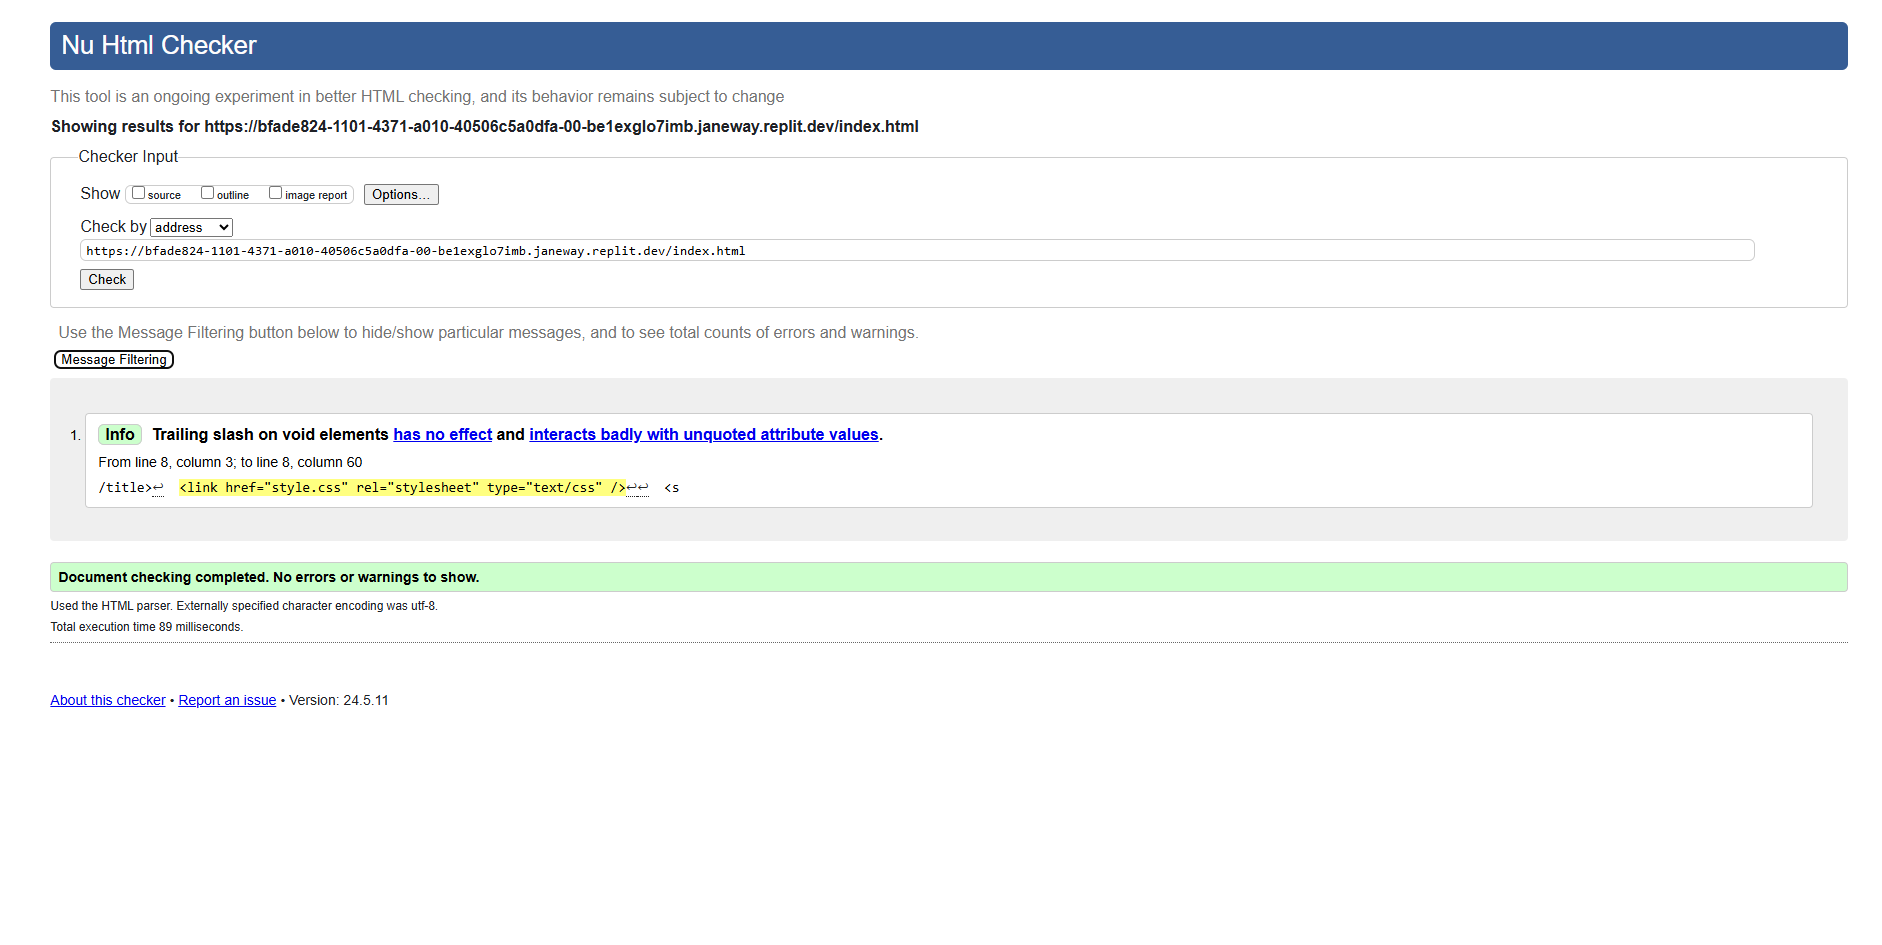 Nu Html Checker
This tool is an ongoing experiment in better HTML checking, and its behavior remains subject to change
Showing results for https://bfade824-1101-4371-a010-40506c5a0dfa-00-be1exglo7imb.janeway.replit.dev/index.html
Checker Input
Show source outline image report Options...
Check by address
https://bfade824-1101-4371-a010-40506c5a0dfa-00-be1exglo7imb.janeway.replit.dev/index.html
Check
Use the Message Filtering button below to hide/show particular messages, and to see total counts of errors and warnings.
Message Filtering
1. Info Trailing slash on void elements has no effect and interacts badly with unquoted attribute values.
From line 8, column 3; to line 8, column 60
/title>↩ <link href="style.css" rel="stylesheet" type="text/css" />↩↩ <s
Document checking completed. No errors or warnings to show.
Used the HTML parser. Externally specified character encoding was utf-8.
Total execution time 89 milliseconds.
About this checker • Report an issue • Version: 24.5.11